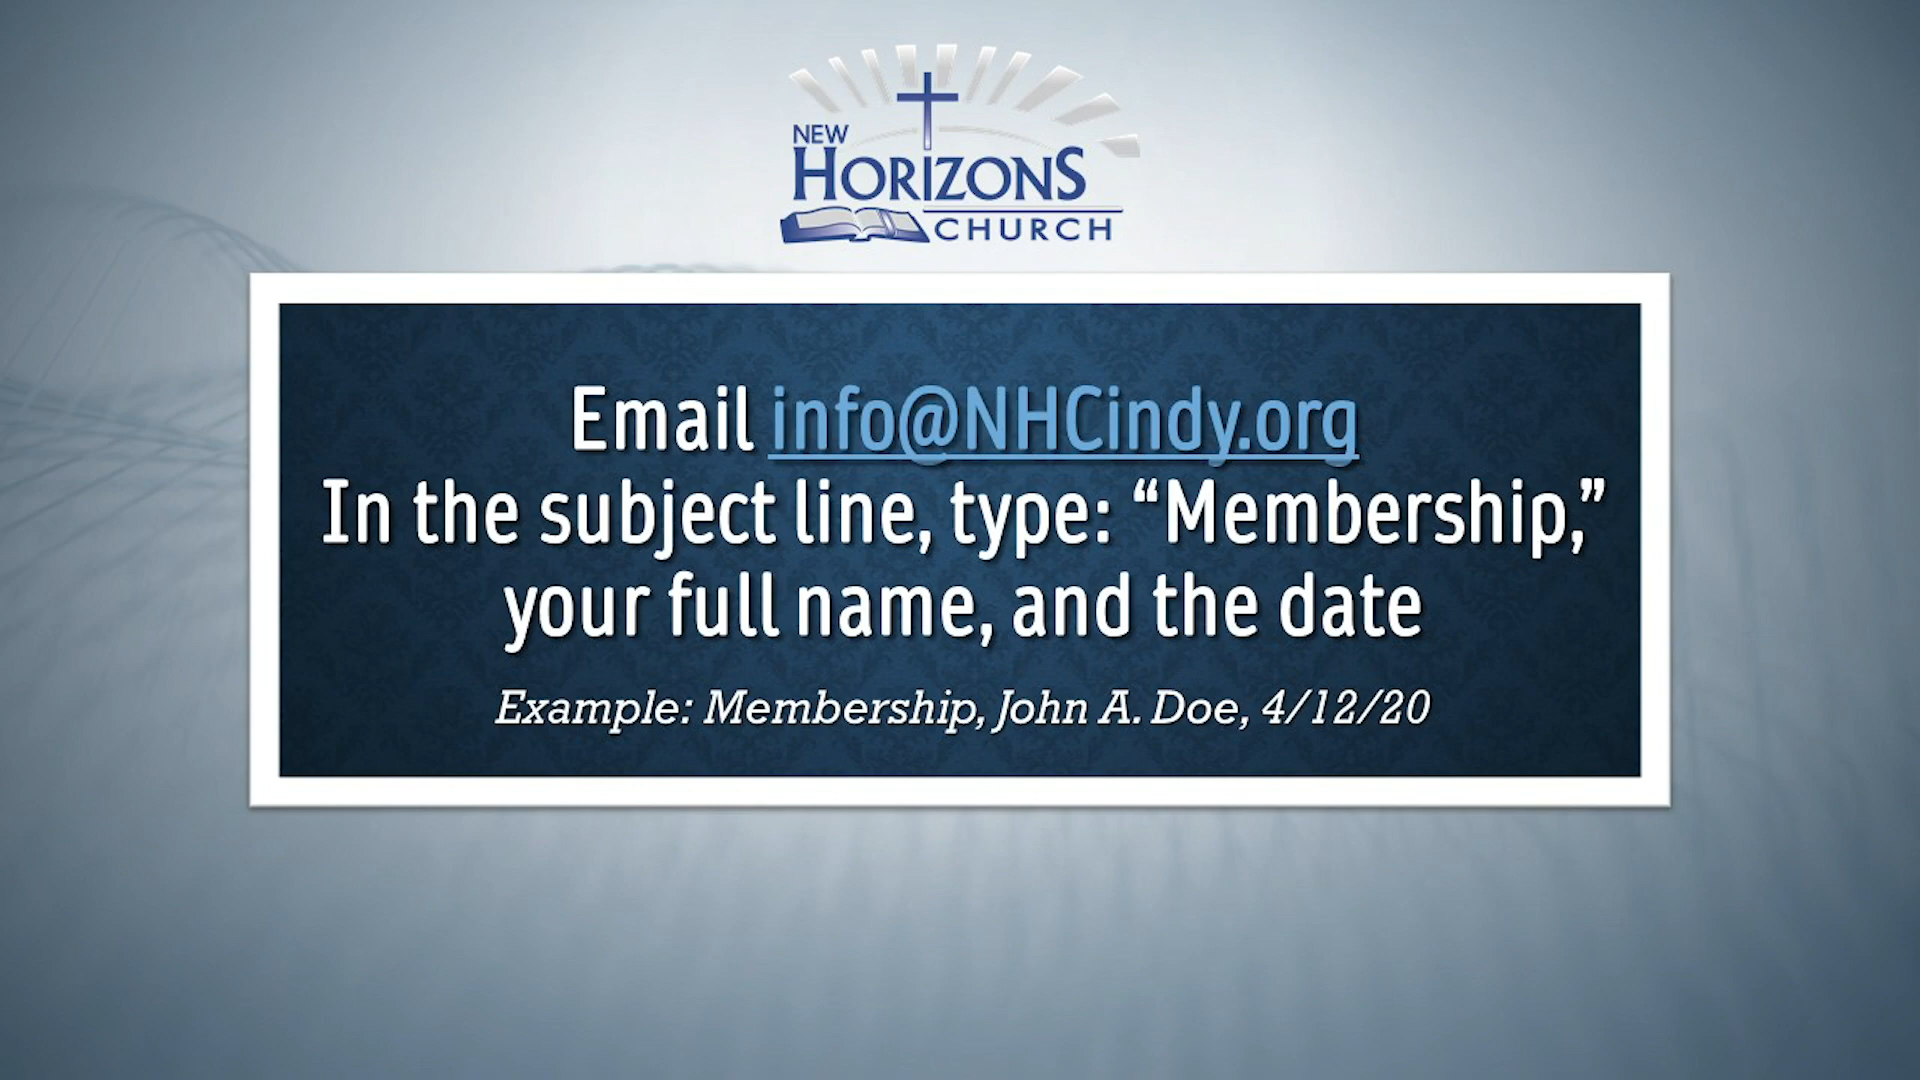 NEW
HORIZONS
CHURCH
Email info@NHCindy.org
In the subject line, type: “Membership,”
your full name, and the date
Example: Membership, John A. Doe, 4/12/20